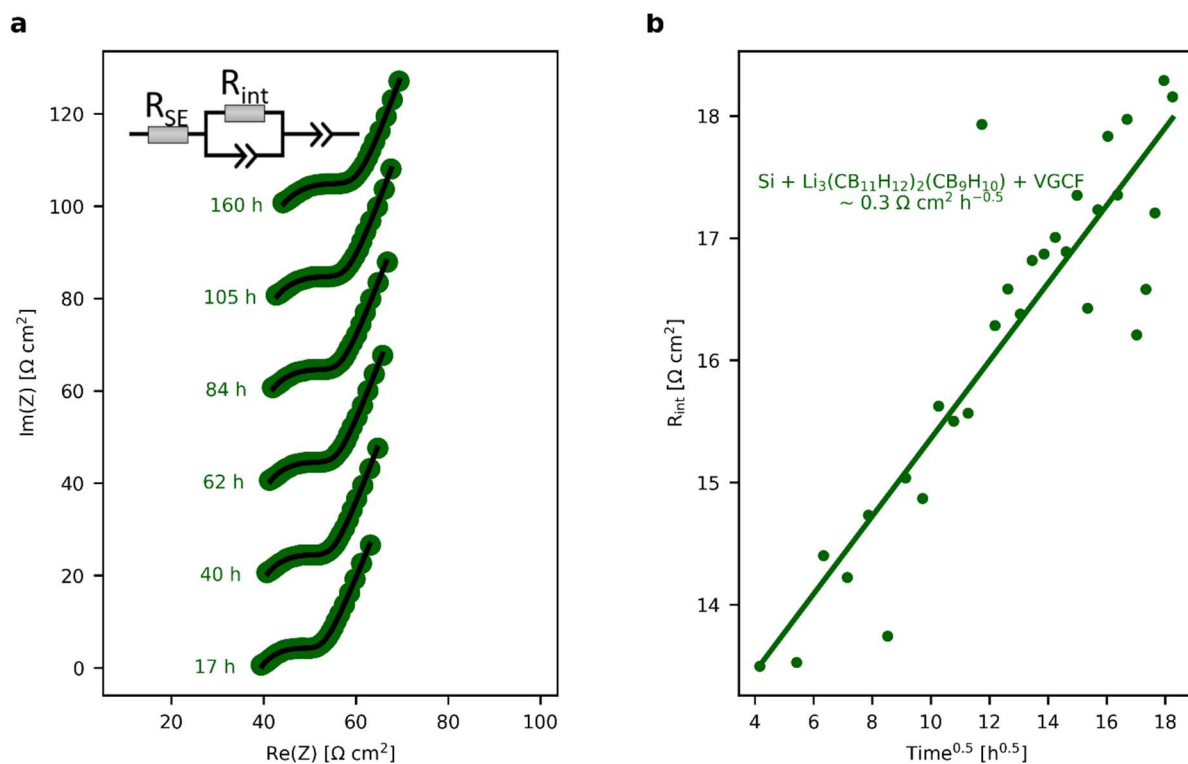 a
R_SE
R_int
160 h
105 h
84 h
62 h
40 h
17 h
120
100
80
60
40
20
0
Im(Z) [Ω cm²]
20
40
60
80
100
Re(Z) [Ω cm²]
b
Si + Li₃(CB₁₁H₁₂)₂(CB₉H₁₀) + VGCF
~ 0.3 Ω cm² h⁻⁰·⁵
18
17
16
15
14
R_int [Ω cm²]
4
6
8
10
12
14
16
18
Time⁰·⁵ [h⁰·⁵]